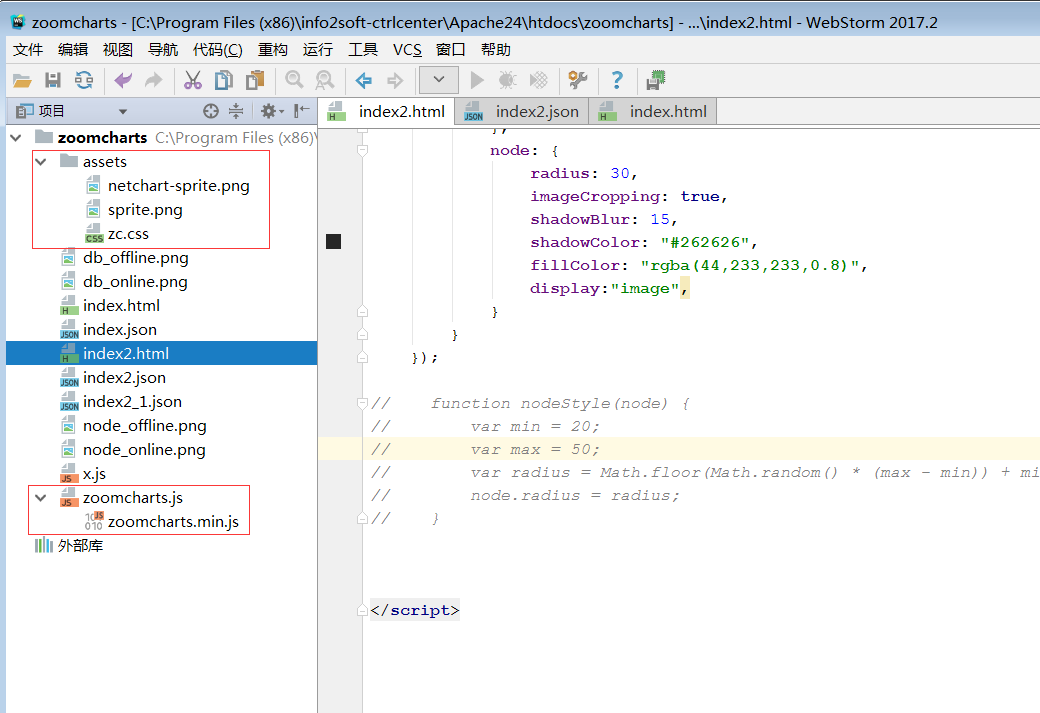 zoomcharts - [C:\Program Files (x86)\info2soft-ctrlcenter\Apache24\htdocs\zoomcharts] - ...\index2.html - WebStorm 2017.2
文件 编辑 视图 导航 代码(C) 重构 运行 工具 VCS 窗口 帮助
项目
index2.html
index2.json
index.html
zoomcharts C:\Program Files (x86)\
assets
netchart-sprite.png
sprite.png
zc.css
db_offline.png
db_online.png
index.html
index.json
index2.html
index2.json
index2_1.json
node_offline.png
node_online.png
x.js
zoomcharts.js
zoomcharts.min.js
外部库
},
node: {
radius: 30,
imageCropping: true,
shadowBlur: 15,
shadowColor: "#262626",
fillColor: "rgba(44,233,233,0.8)",
display:"image",
}
}
});
// function nodeStyle(node) {
// var min = 20;
// var max = 50;
// var radius = Math.floor(Math.random() * (max - min)) + mi
// node.radius = radius;
// }
</script>